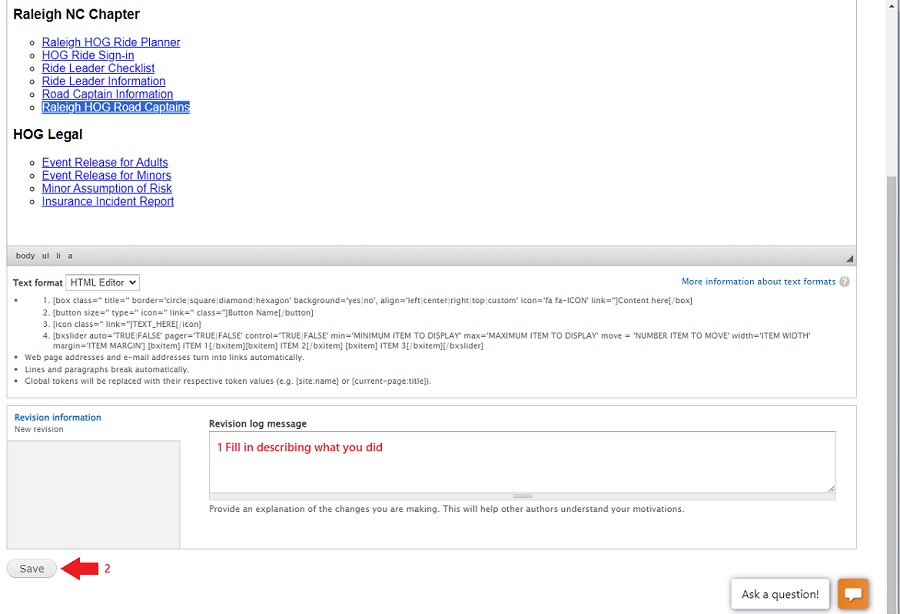 Raleigh NC Chapter
Raleigh HOG Ride Planner
HOG Ride Sign-in
Ride Leader Checklist
Ride Leader Information
Road Captain Information
Raleigh HOG Road Captains
HOG Legal
Event Release for Adults
Event Release for Minors
Minor Assumption of Risk
Insurance Incident Report
body ul li a
Text format HTML Editor
More information about text formats ?
1. [box class='' title='' border='circle|square|diamond|hexagon' background='yes|no', align='left|center|right|top|custom' icon='fa fa-ICON' link='']Content here[/box]
2. [button size='' type='' icon='' link='' class='']Button Name[/button]
3. [icon class='' link='']TEXT_HERE[/icon]
4. [bxslider auto='TRUE|FALSE' pager='TRUE|FALSE' control='TRUE|FALSE' min='MINIMUM ITEM TO DISPLAY' max='MAXIMUM ITEM TO DISPLAY' move = 'NUMBER ITEM TO MOVE' width='ITEM WIDTH'
margin='ITEM MARGIN'] [bxitem] ITEM 1[/bxitem][bxitem] ITEM 2[/bxitem] [bxitem] ITEM 3[/bxitem][/bxslider]
Web page addresses and e-mail addresses turn into links automatically.
Lines and paragraphs break automatically.
Global tokens will be replaced with their respective token values (e.g. [site:name] or [current-page:title]).
Revision information
New revision
Revision log message
1 Fill in describing what you did
Provide an explanation of the changes you are making. This will help other authors understand your motivations.
Save 2
Ask a question!